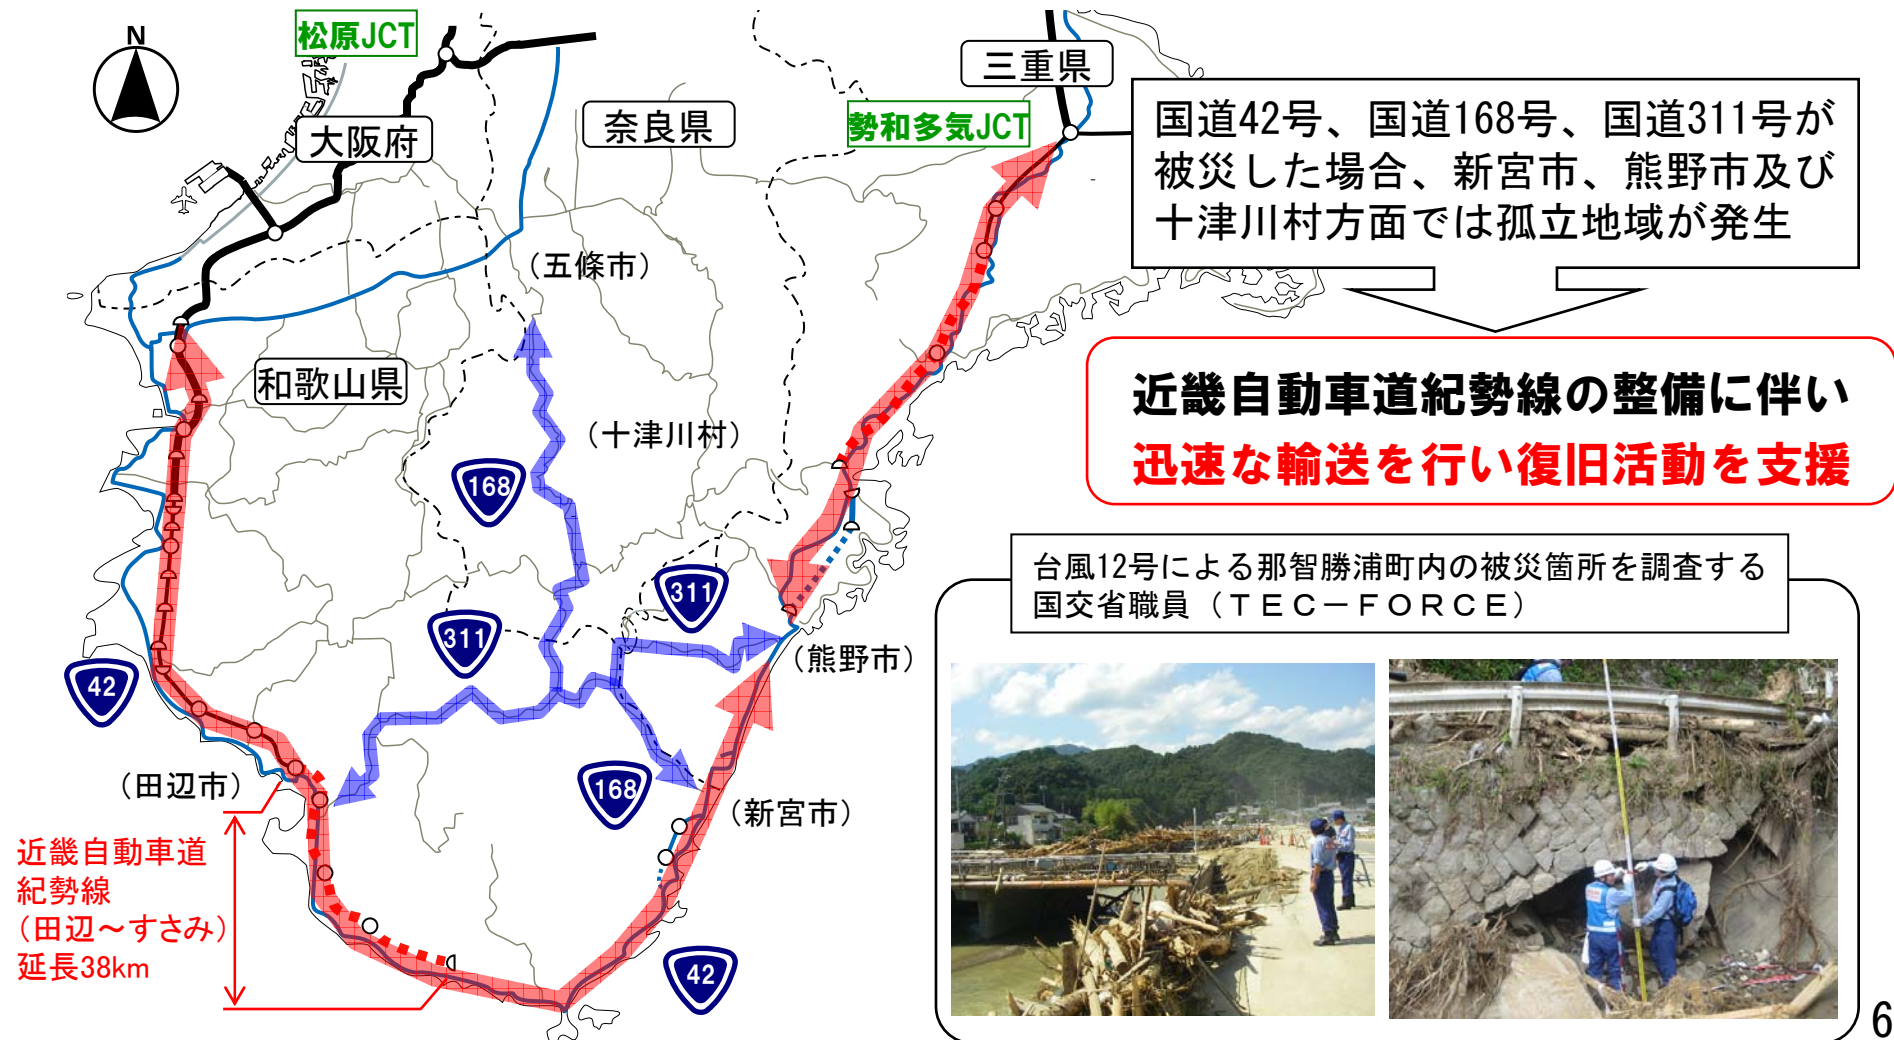 N
松原JCT
三重県
大阪府
奈良県
勢和多気JCT
国道42号、国道168号、国道311号が
被災した場合、新宮市、熊野市及び
十津川村方面では孤立地域が発生
（五條市）
和歌山県
近畿自動車道紀勢線の整備に伴い
迅速な輸送を行い復旧活動を支援
（十津川村）
168
311
311
42
（熊野市）
台風12号による那智勝浦町内の被災箇所を調査する
国交省職員（ＴＥＣ－ＦＯＲＣＥ）
（田辺市）
168
（新宮市）
近畿自動車道
紀勢線
（田辺～すさみ）
延長38km
42
6